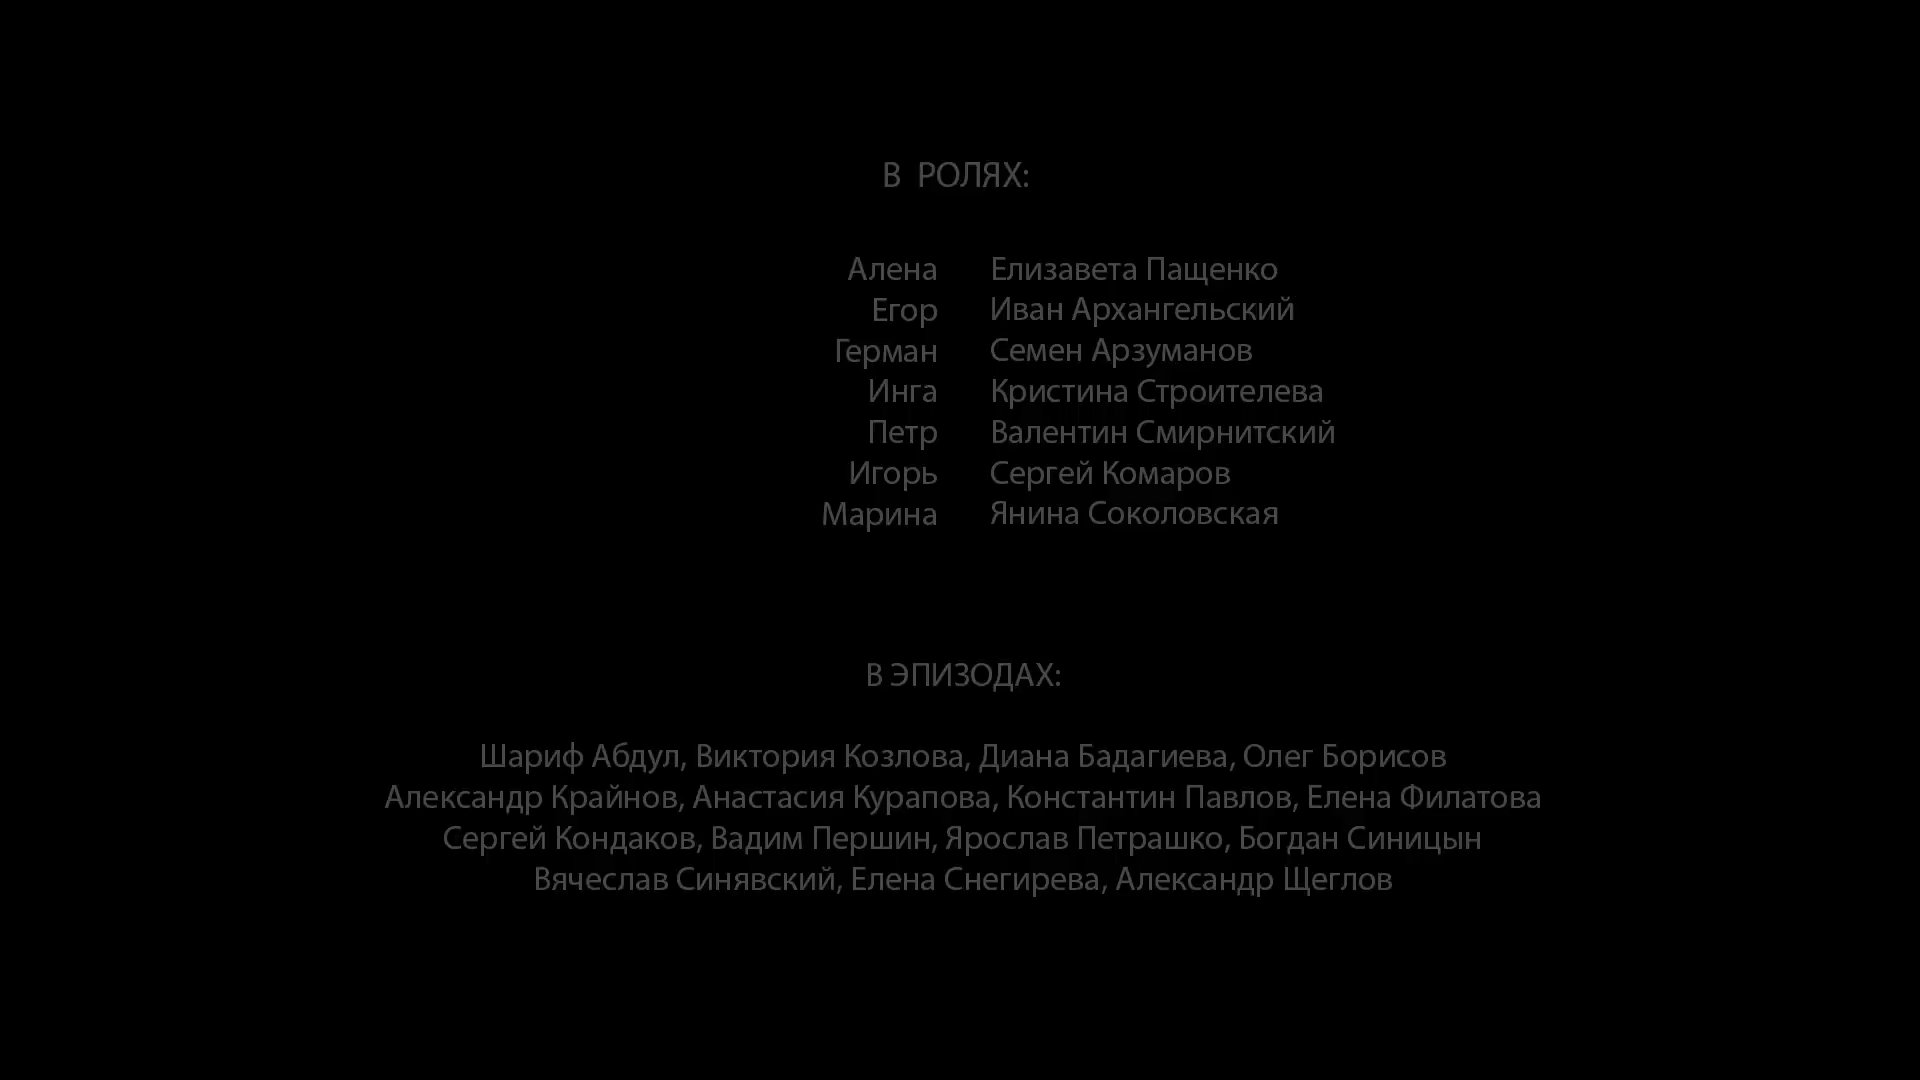 В РОЛЯХ:
Алена Елизавета Пащенко
Егор Иван Архангельский
Герман Семен Арзуманов
Инга Кристина Строителева
Петр Валентин Смирнитский
Игорь Сергей Комаров
Марина Янина Соколовская
В ЭПИЗОДАХ:
Шариф Абдул, Виктория Козлова, Диана Бадагиева, Олег Борисов
Александр Крайнов, Анастасия Курапова, Константин Павлов, Елена Филатова
Сергей Кондаков, Вадим Першин, Ярослав Петрашко, Богдан Синицын
Вячеслав Синявский, Елена Снегирева, Александр Щеглов